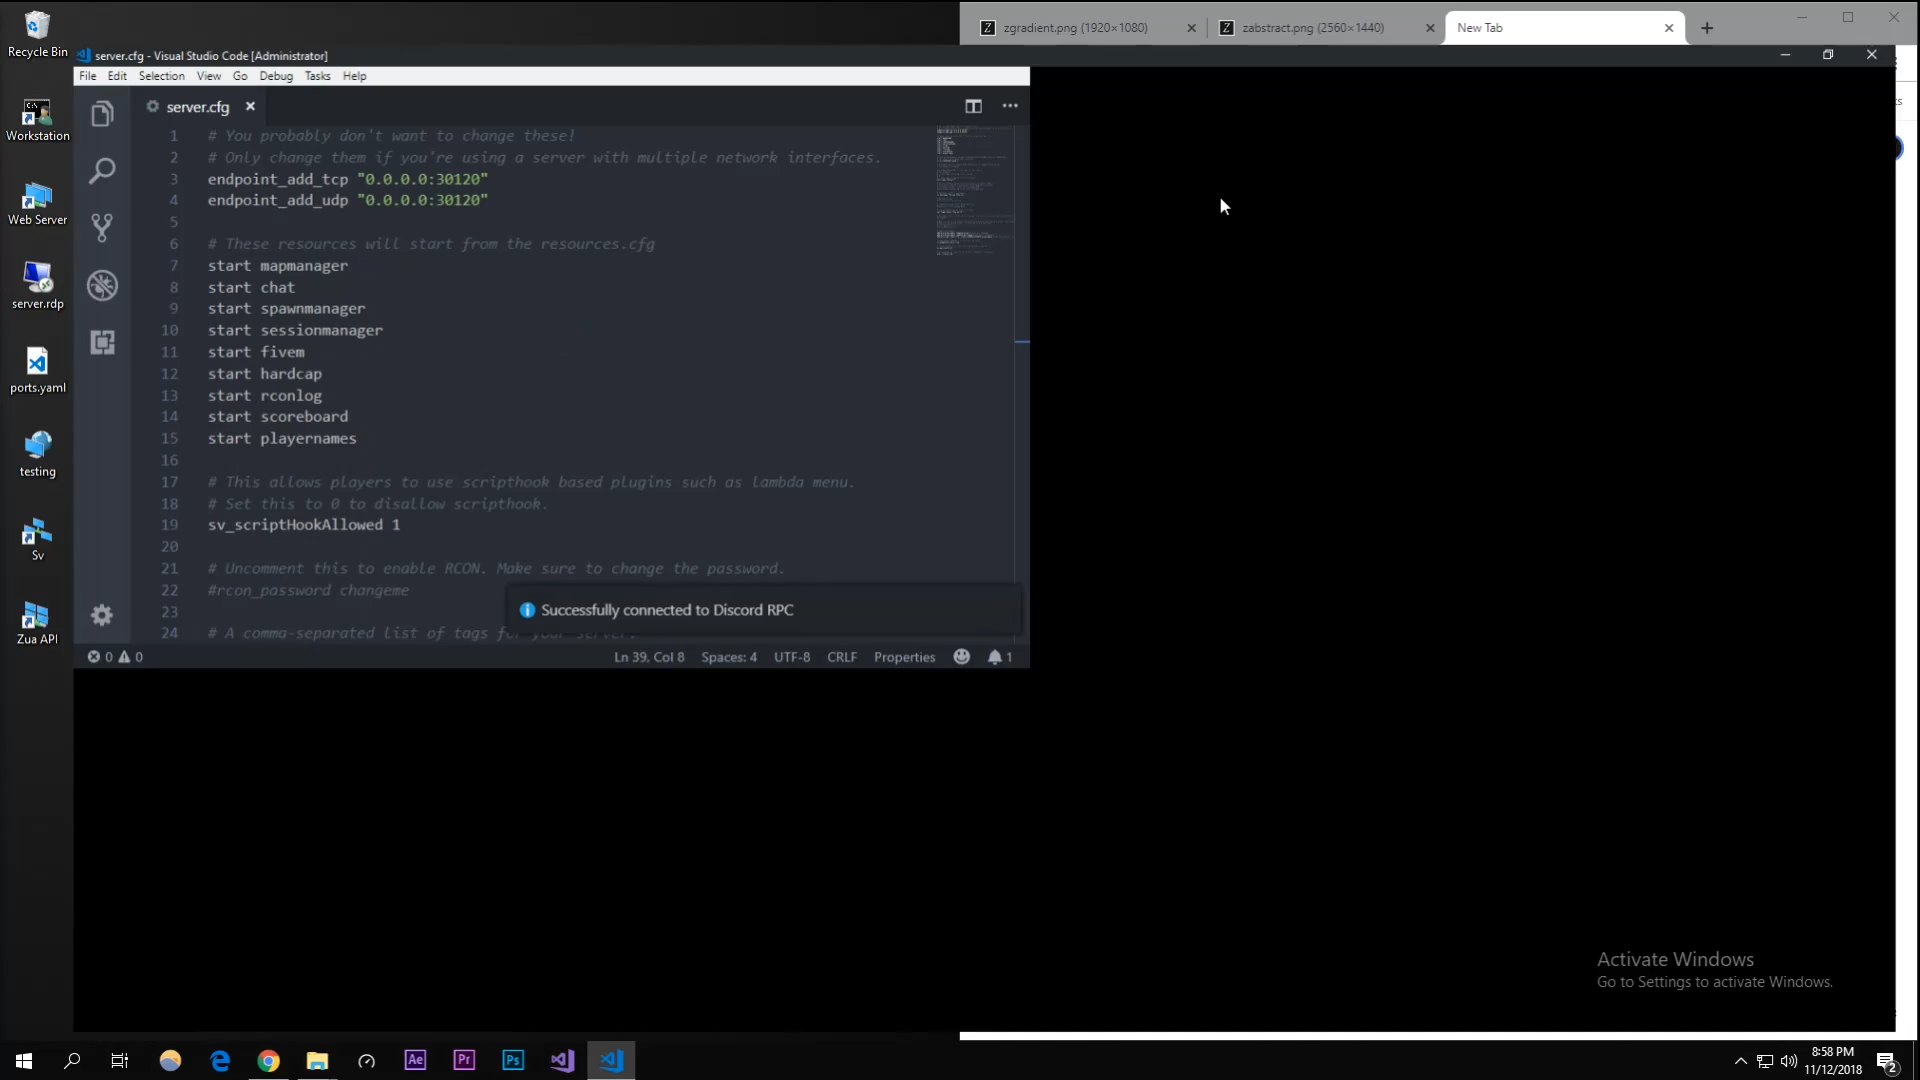 Recycle Bin
Workstation
Web Server
server.rdp
ports.yaml
testing
Sv
Zua API
zgradient.png (1920×1080)
zabstract.png (2560×1440)
New Tab
server.cfg - Visual Studio Code [Administrator]
File Edit Selection View Go Debug Tasks Help
server.cfg
1 # You probably don't want to change these!
2 # Only change them if you're using a server with multiple network interfaces.
3 endpoint_add_tcp "0.0.0.0:30120"
4 endpoint_add_udp "0.0.0.0:30120"
5
6 # These resources will start from the resources.cfg
7 start mapmanager
8 start chat
9 start spawnmanager
10 start sessionmanager
11 start fivem
12 start hardcap
13 start rconlog
14 start scoreboard
15 start playernames
16
17 # This allows players to use scripthook based plugins such as lambda menu.
18 # Set this to 0 to disallow scripthook.
19 sv_scriptHookAllowed 1
20
21 # Uncomment this to enable RCON. Make sure to change the password.
22 #rcon_password changeme
23
24 # A comma-separated list of tags for your server.
Successfully connected to Discord RPC
0 0 Ln 39, Col 8 Spaces: 4 UTF-8 CRLF Properties 1
Activate Windows
Go to Settings to activate Windows.
Ae Pr Ps
8:58 PM
11/12/2018
2